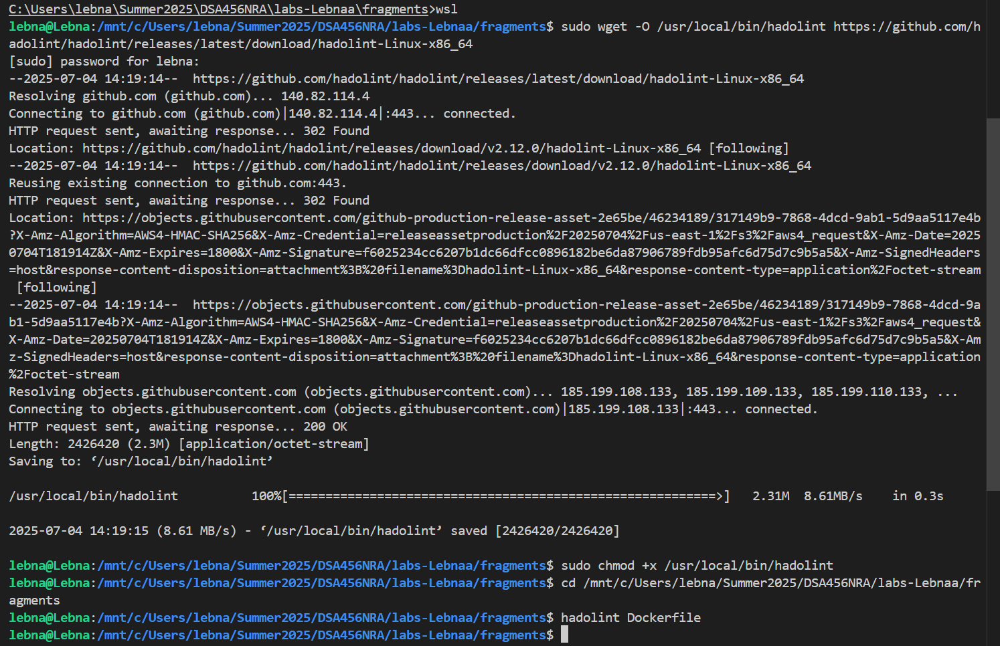 C:\Users\lebna\Summer2025\DSA456NRA\labs-Lebnaa\fragments>wsl
lebna@Lebna:/mnt/c/Users/lebna/Summer2025/DSA456NRA/labs-Lebnaa/fragments$ sudo wget -O /usr/local/bin/hadolint https://github.com/h
adolint/hadolint/releases/latest/download/hadolint-Linux-x86_64
[sudo] password for lebna:
--2025-07-04 14:19:14--  https://github.com/hadolint/hadolint/releases/latest/download/hadolint-Linux-x86_64
Resolving github.com (github.com)... 140.82.114.4
Connecting to github.com (github.com)|140.82.114.4|:443... connected.
HTTP request sent, awaiting response... 302 Found
Location: https://github.com/hadolint/hadolint/releases/download/v2.12.0/hadolint-Linux-x86_64 [following]
--2025-07-04 14:19:14--  https://github.com/hadolint/hadolint/releases/download/v2.12.0/hadolint-Linux-x86_64
Reusing existing connection to github.com:443.
HTTP request sent, awaiting response... 302 Found
Location: https://objects.githubusercontent.com/github-production-release-asset-2e65be/46234189/317149b9-7868-4dcd-9ab1-5d9aa5117e4b
?X-Amz-Algorithm=AWS4-HMAC-SHA256&X-Amz-Credential=releaseassetproduction%2F20250704%2Fus-east-1%2Fs3%2Faws4_request&X-Amz-Date=2025
0704T181914Z&X-Amz-Expires=1800&X-Amz-Signature=f6025234cc6207b1dc66dfcc0896182be6da87906789fdb95afc6d75d7c9b5a5&X-Amz-SignedHeaders
=host&response-content-disposition=attachment%3B%20filename%3Dhadolint-Linux-x86_64&response-content-type=application%2Foctet-stream
 [following]
--2025-07-04 14:19:14--  https://objects.githubusercontent.com/github-production-release-asset-2e65be/46234189/317149b9-7868-4dcd-9a
b1-5d9aa5117e4b?X-Amz-Algorithm=AWS4-HMAC-SHA256&X-Amz-Credential=releaseassetproduction%2F20250704%2Fus-east-1%2Fs3%2Faws4_request&
X-Amz-Date=20250704T181914Z&X-Amz-Expires=1800&X-Amz-Signature=f6025234cc6207b1dc66dfcc0896182be6da87906789fdb95afc6d75d7c9b5a5&X-Am
z-SignedHeaders=host&response-content-disposition=attachment%3B%20filename%3Dhadolint-Linux-x86_64&response-content-type=application
%2Foctet-stream
Resolving objects.githubusercontent.com (objects.githubusercontent.com)... 185.199.108.133, 185.199.109.133, 185.199.110.133, ...
Connecting to objects.githubusercontent.com (objects.githubusercontent.com)|185.199.108.133|:443... connected.
HTTP request sent, awaiting response... 200 OK
Length: 2426420 (2.3M) [application/octet-stream]
Saving to: ‘/usr/local/bin/hadolint’
/usr/local/bin/hadolint          100%[==========================================================>]   2.31M  8.61MB/s    in 0.3s
2025-07-04 14:19:15 (8.61 MB/s) - ‘/usr/local/bin/hadolint’ saved [2426420/2426420]
lebna@Lebna:/mnt/c/Users/lebna/Summer2025/DSA456NRA/labs-Lebnaa/fragments$ sudo chmod +x /usr/local/bin/hadolint
lebna@Lebna:/mnt/c/Users/lebna/Summer2025/DSA456NRA/labs-Lebnaa/fragments$ cd /mnt/c/Users/lebna/Summer2025/DSA456NRA/labs-Lebnaa/fr
agments
lebna@Lebna:/mnt/c/Users/lebna/Summer2025/DSA456NRA/labs-Lebnaa/fragments$ hadolint Dockerfile
lebna@Lebna:/mnt/c/Users/lebna/Summer2025/DSA456NRA/labs-Lebnaa/fragments$